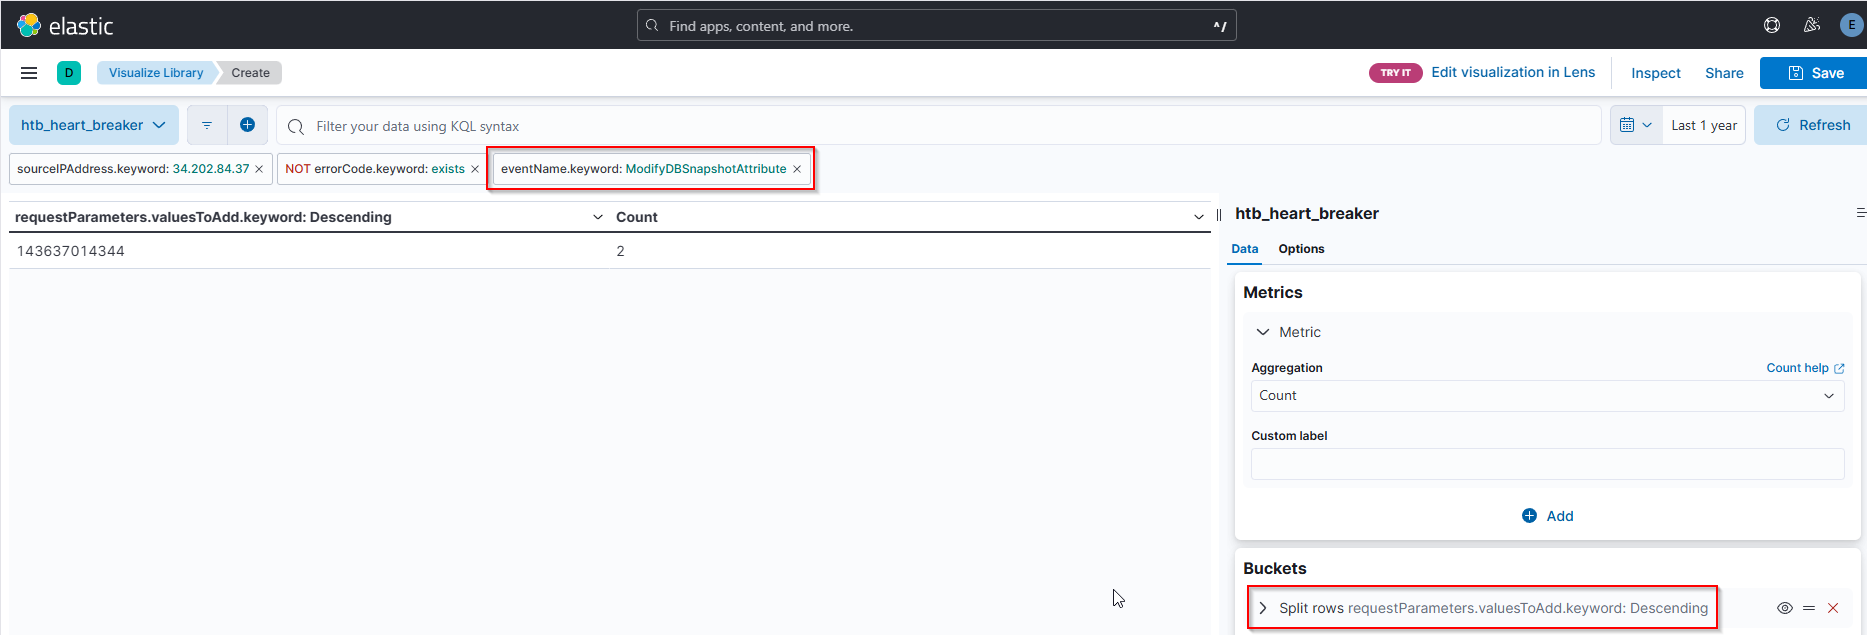 elastic
Find apps, content, and more.
^/
E
D
Visualize Library
Create
TRY IT
Edit visualization in Lens
Inspect
Share
Save
htb_heart_breaker
Filter your data using KQL syntax
Last 1 year
Refresh
sourceIPAddress.keyword: 34.202.84.37 ×
NOT errorCode.keyword: exists ×
eventName.keyword: ModifyDBSnapshotAttribute ×
requestParameters.valuesToAdd.keyword: Descending
Count
143637014344
2
htb_heart_breaker
Data
Options
Metrics
Metric
Aggregation
Count help
Count
Custom label
Add
Buckets
Split rows requestParameters.valuesToAdd.keyword: Descending